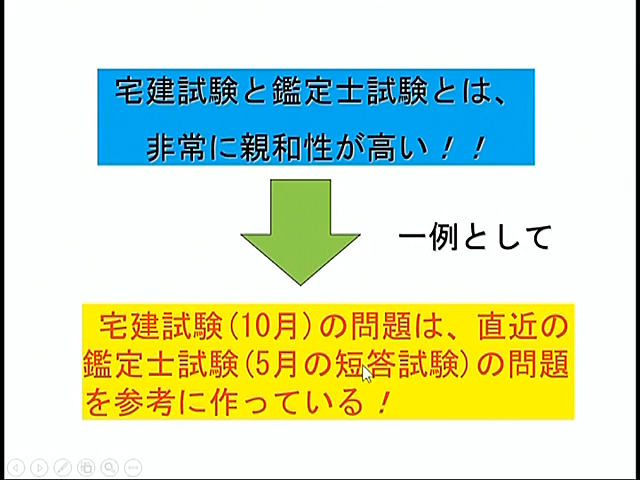 宅建試験と鑑定士試験とは、
非常に親和性が高い！！
一例として
宅建試験(10月)の問題は、直近の
鑑定士試験(5月の短答試験)の問題
を参考に作っている！